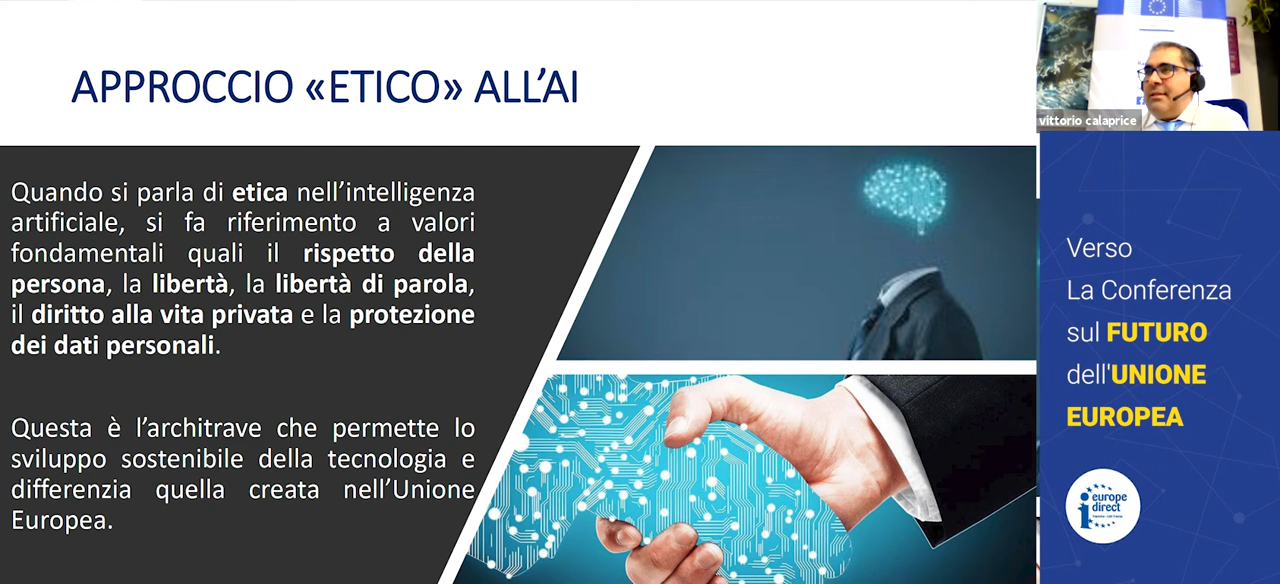 APPROCCIO «ETICO» ALL'AI
Quando si parla di etica nell'intelligenza
artificiale, si fa riferimento a valori
fondamentali quali il rispetto della
persona, la libertà, la libertà di parola,
il diritto alla vita privata e la protezione
dei dati personali.
Questa è l'architrave che permette lo
sviluppo sostenibile della tecnologia e
differenzia quella creata nell'Unione
Europea.
vittorio calaprice
Verso
La Conferenza
sul FUTURO
dell'UNIONE
EUROPEA
europe
direct